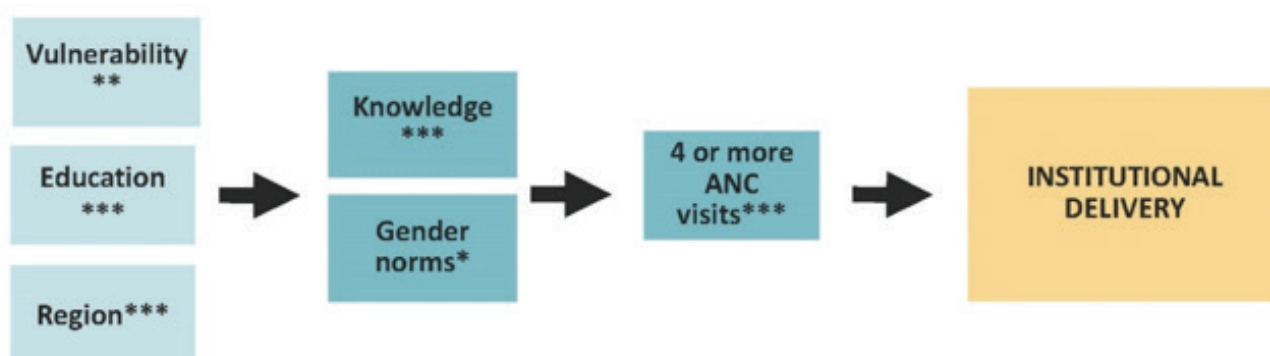 Vulnerability
**
Education
***
Region***
Knowledge
***
Gender
norms*
4 or more
ANC
visits***
INSTITUTIONAL
DELIVERY